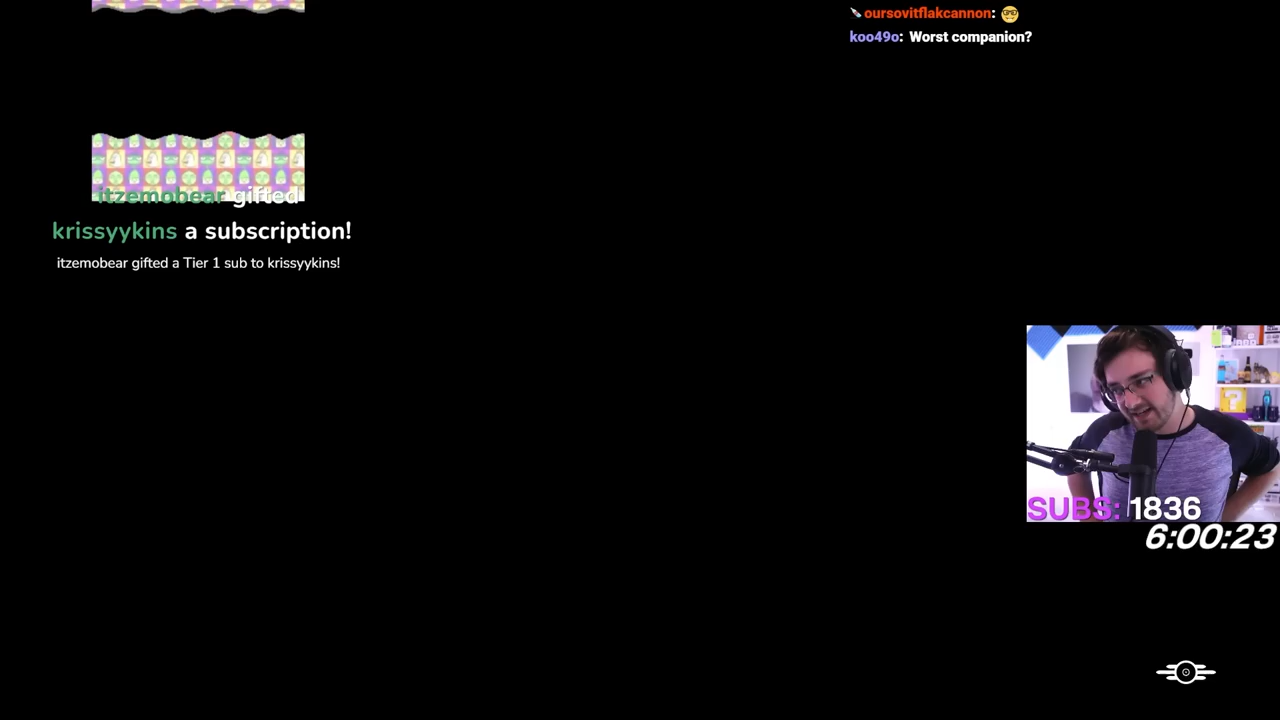 oursovitflakcannon: 🤓
koo49o: Worst companion?
itzemobear gifted
krissyykins a subscription!
itzemobear gifted a Tier 1 sub to krissyykins!
SUBS: 1836
6:00:23